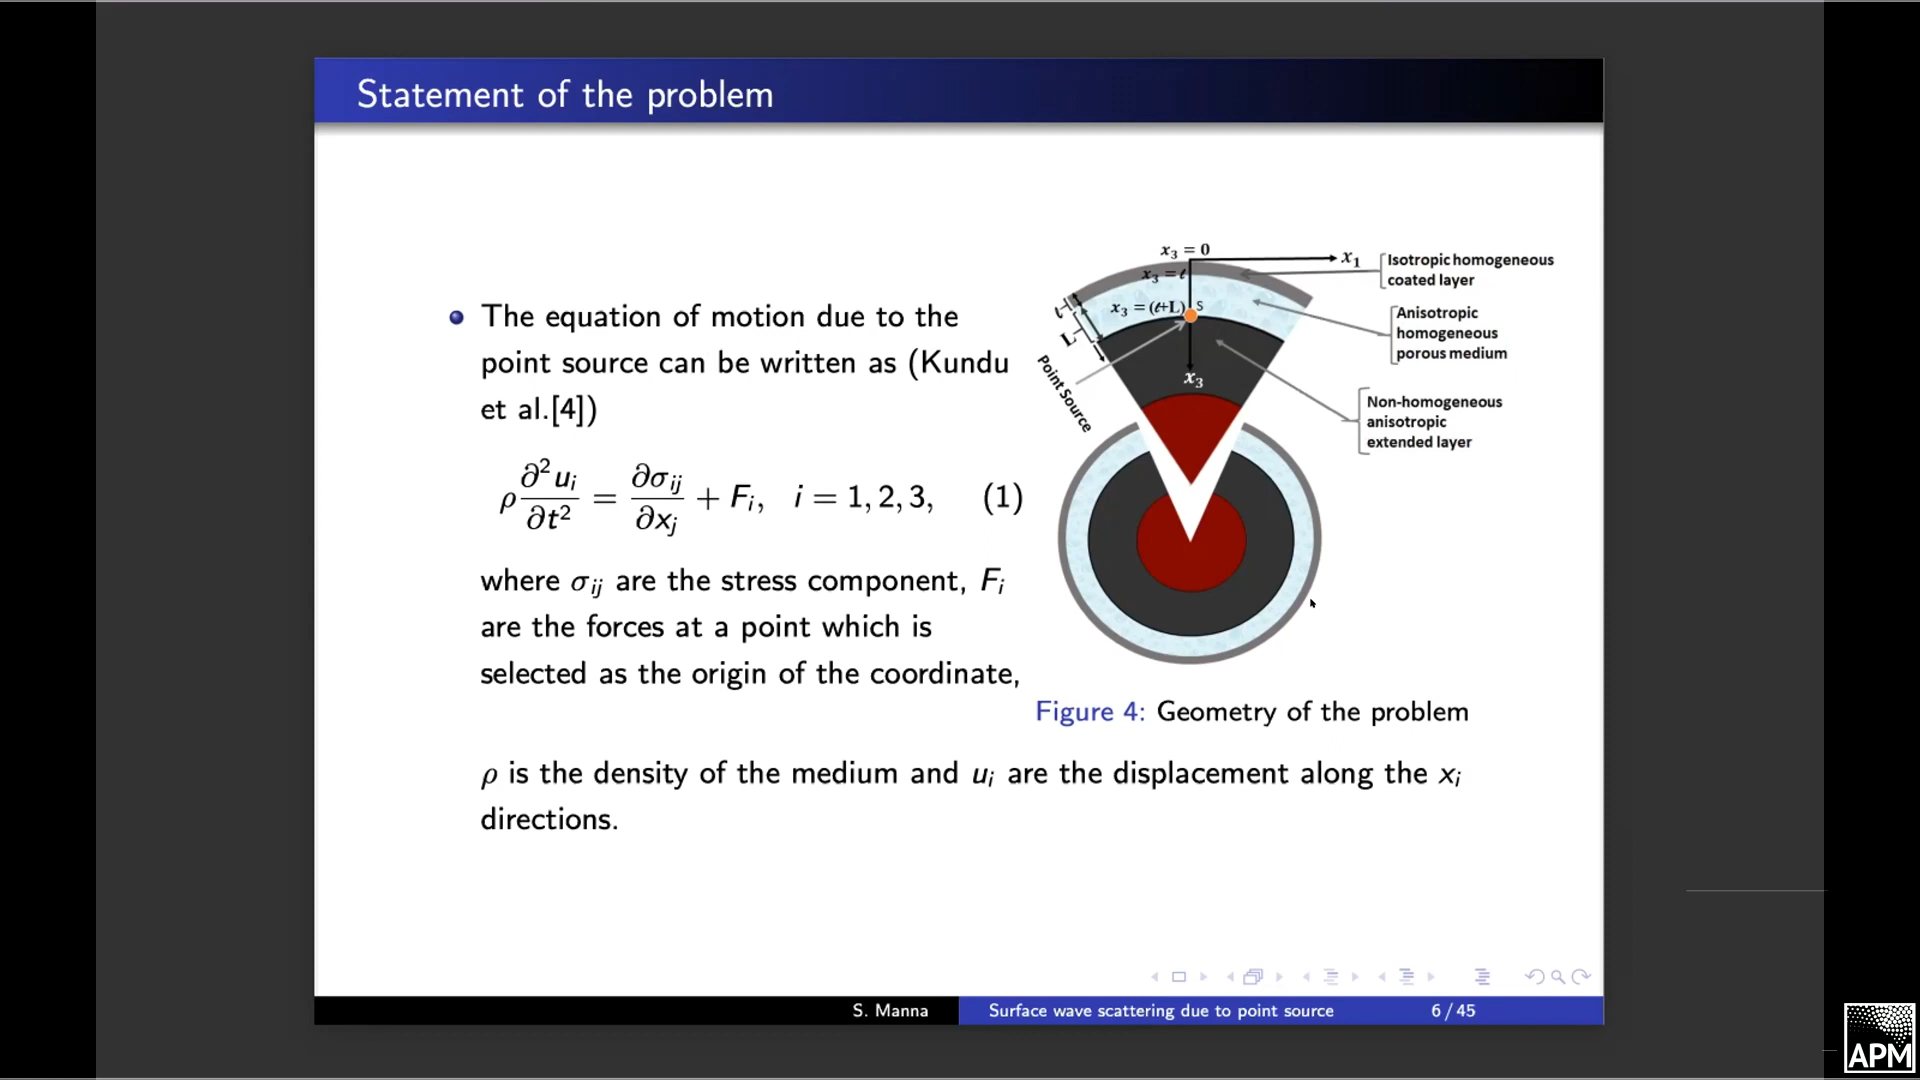 Statement of the problem
The equation of motion due to the
point source can be written as (Kundu
et al.[4])
ρ ∂²uᵢ/∂t² = ∂σᵢⱼ/∂xⱼ + Fᵢ, i = 1, 2, 3, (1)
where σᵢⱼ are the stress component, Fᵢ
are the forces at a point which is
selected as the origin of the coordinate,
x₃ = 0
x₁
x₃ = t
x₃ = (t+L)
S
t
L
x₃
Point Source
Isotropic homogeneous
coated layer
Anisotropic
homogeneous
porous medium
Non-homogeneous
anisotropic
extended layer
Figure 4: Geometry of the problem
ρ is the density of the medium and uᵢ are the displacement along the xᵢ
directions.
S. Manna
Surface wave scattering due to point source
6 / 45
APM